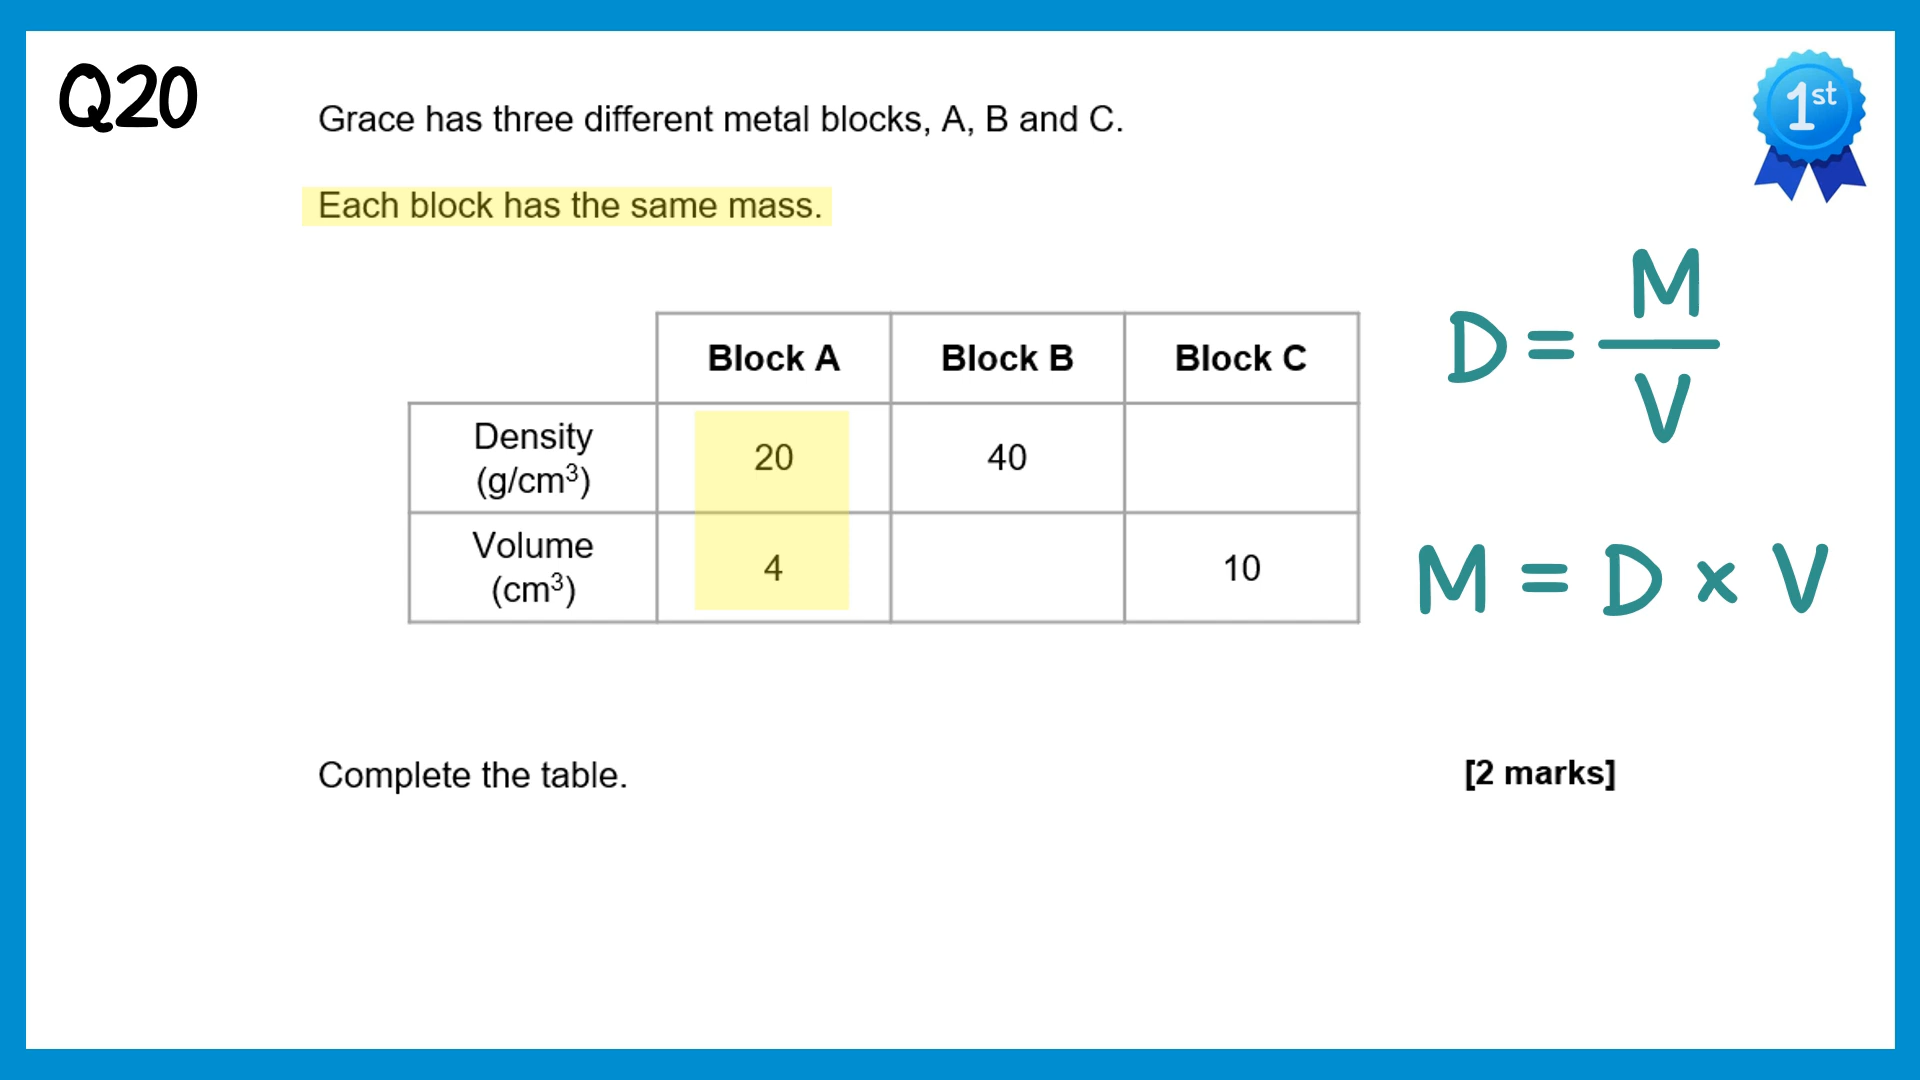 Q20
Grace has three different metal blocks, A, B and C.
1st
Each block has the same mass.
Block A Block B Block C
Density (g/cm³) 20 40
Volume (cm³) 4 10
D = M/V
M = D × V
Complete the table.
[2 marks]